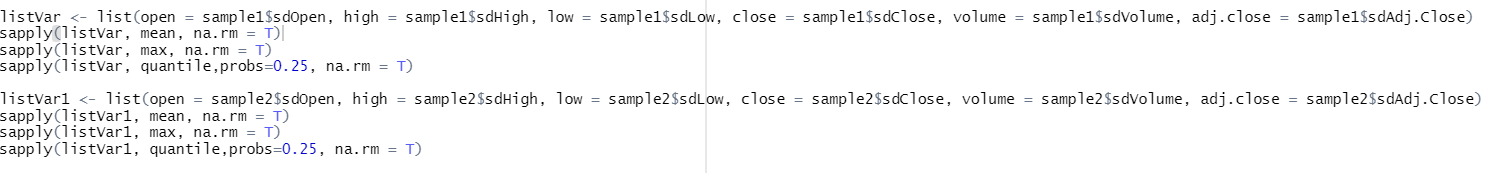 listVar <- list(open = sample1$sdOpen, high = sample1$sdHigh, low = sample1$sdLow, close = sample1$sdClose, volume = sample1$sdVolume, adj.close = sample1$sdAdj.Close)
sapply(listVar, mean, na.rm = T)
sapply(listVar, max, na.rm = T)
sapply(listVar, quantile,probs=0.25, na.rm = T)
listVar1 <- list(open = sample2$sdOpen, high = sample2$sdHigh, low = sample2$sdLow, close = sample2$sdClose, volume = sample2$sdVolume, adj.close = sample2$sdAdj.Close)
sapply(listVar1, mean, na.rm = T)
sapply(listVar1, max, na.rm = T)
sapply(listVar1, quantile,probs=0.25, na.rm = T)